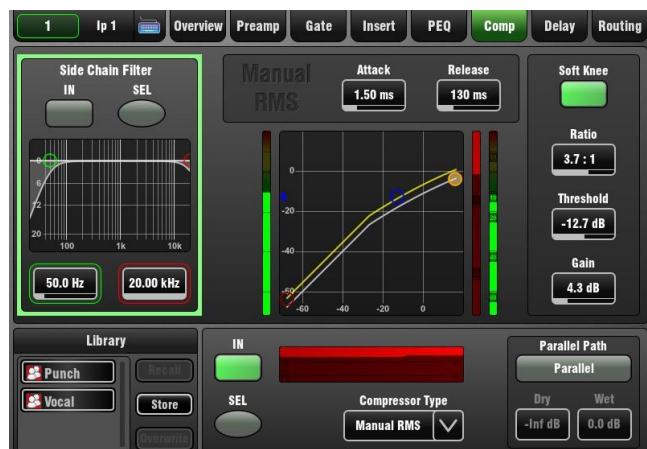 1 Ip 1 Overview Preamp Gate Insert PEQ Comp Delay Routing
Side Chain Filter
IN SEL
0
6
12
20
100 1k 10k
50.0 Hz 20.00 kHz
Manual
RMS
Attack Release
1.50 ms 130 ms
0
-20
-40
-60
-60 -40 -20 0
Soft Knee
Ratio
3.7 : 1
Threshold
-12.7 dB
Gain
4.3 dB
Library
Punch Recall
Vocal Store
Overwrite
IN
SEL
Compressor Type
Manual RMS
Parallel Path
Parallel
Dry Wet
-Inf dB 0.0 dB